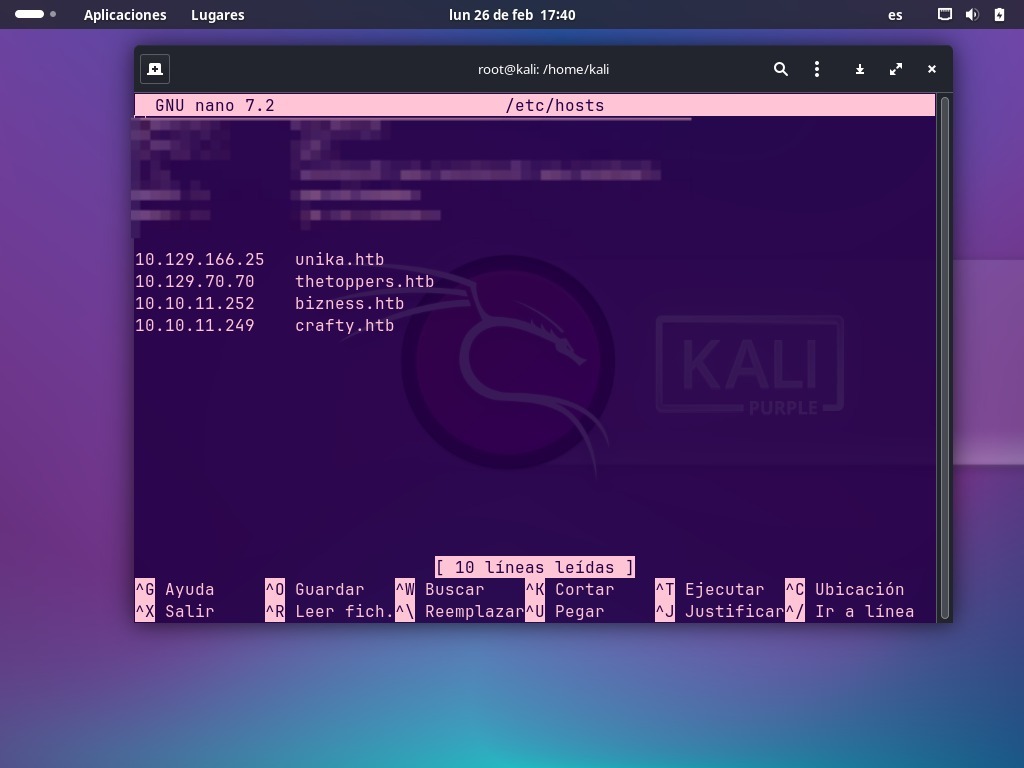 Aplicaciones Lugares lun 26 de feb 17:40 es
root@kali: /home/kali
GNU nano 7.2 /etc/hosts
10.129.166.25 unika.htb
10.129.70.70 thetoppers.htb
10.10.11.252 bizness.htb
10.10.11.249 crafty.htb
KALI
PURPLE
[ 10 líneas leídas ]
^G Ayuda ^O Guardar ^W Buscar ^K Cortar ^T Ejecutar ^C Ubicación
^X Salir ^R Leer fich. ^\ Reemplazar ^U Pegar ^J Justificar ^/ Ir a línea